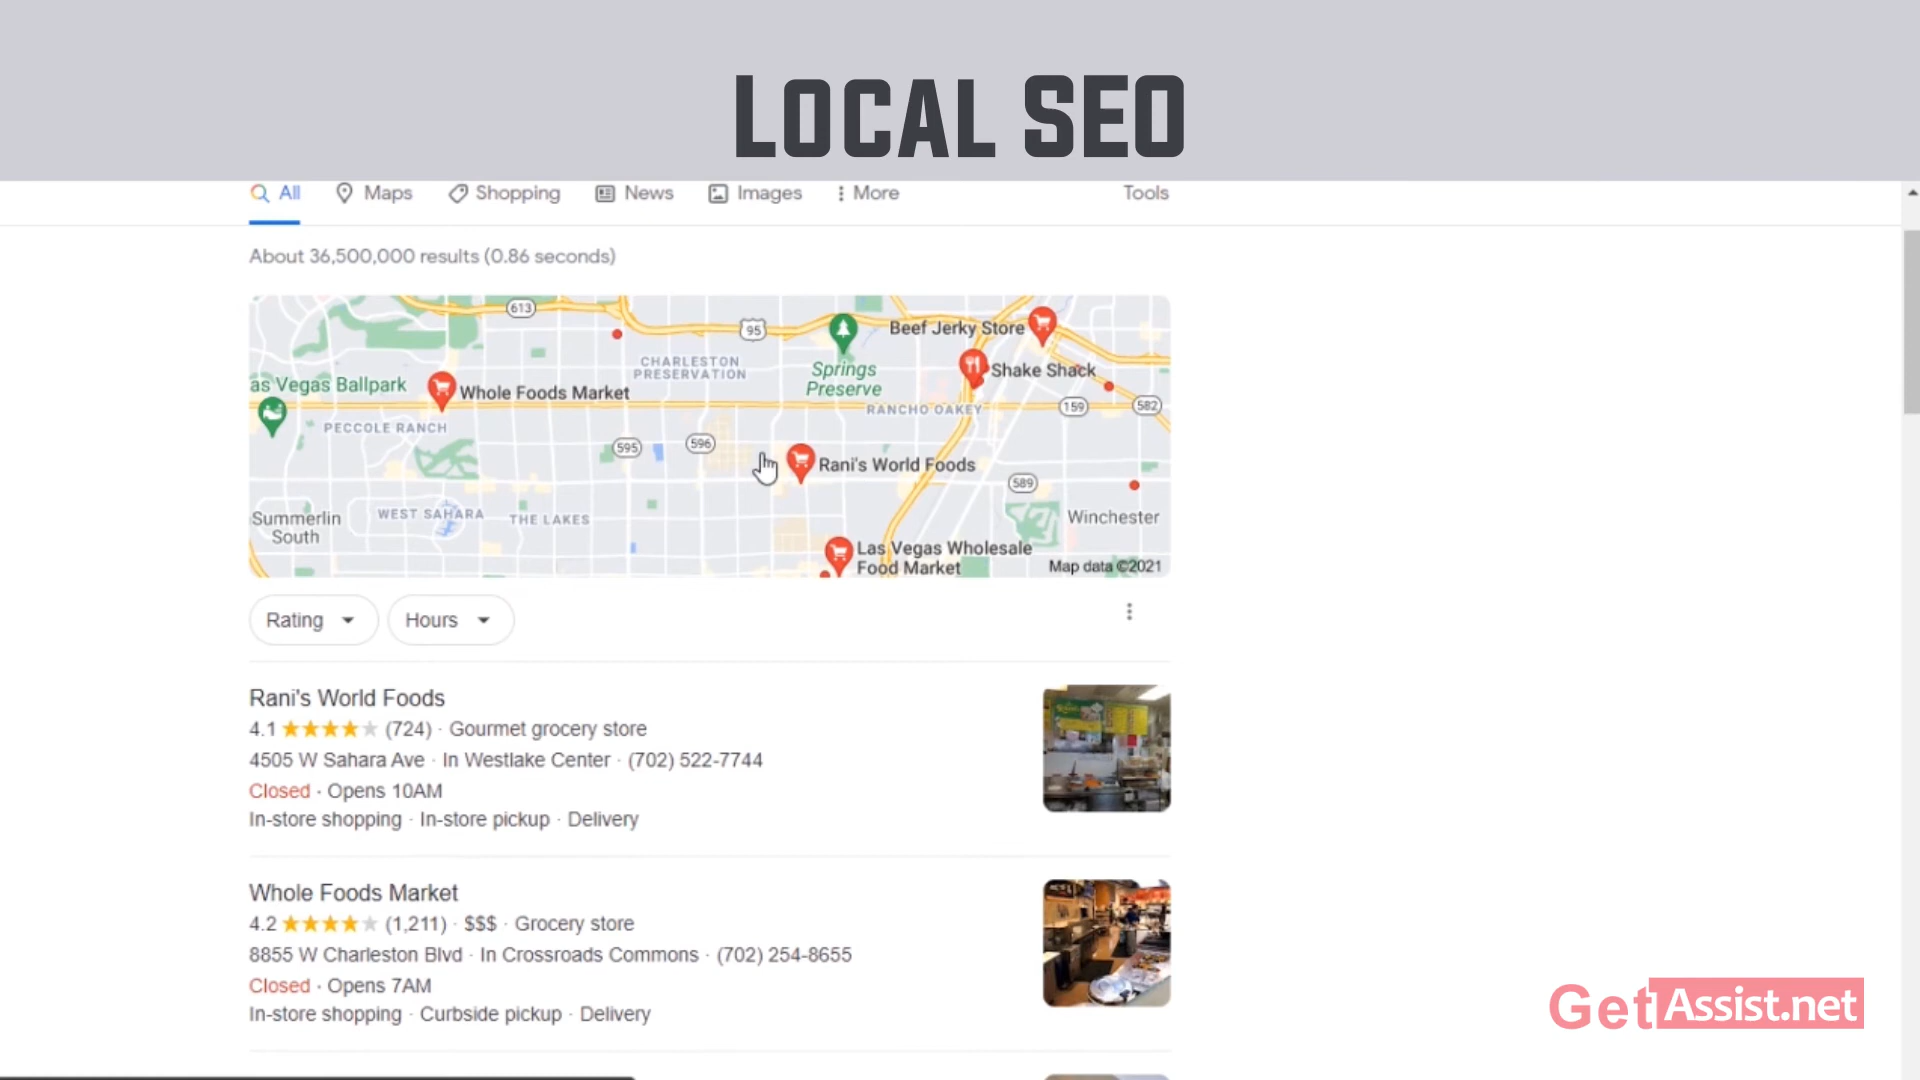 LOCAL SEO
All Maps Shopping News Images More Tools
About 36,500,000 results (0.86 seconds)
613
95
Beef Jerky Store
CHARLESTON
PRESERVATION
Springs
Preserve
Shake Shack
as Vegas Ballpark
Whole Foods Market
RANCHO OAKEY
159
582
PECCOLE RANCH
595
596
Rani's World Foods
589
Summerlin
South
WEST SAHARA
THE LAKES
Winchester
Las Vegas Wholesale
Food Market
Map data ©2021
Rating
Hours
Rani's World Foods
4.1 (724) · Gourmet grocery store
4505 W Sahara Ave · In Westlake Center · (702) 522-7744
Closed · Opens 10AM
In-store shopping · In-store pickup · Delivery
Whole Foods Market
4.2 (1,211) · $$$ · Grocery store
8855 W Charleston Blvd · In Crossroads Commons · (702) 254-8655
Closed · Opens 7AM
In-store shopping · Curbside pickup · Delivery
GetAssist.net